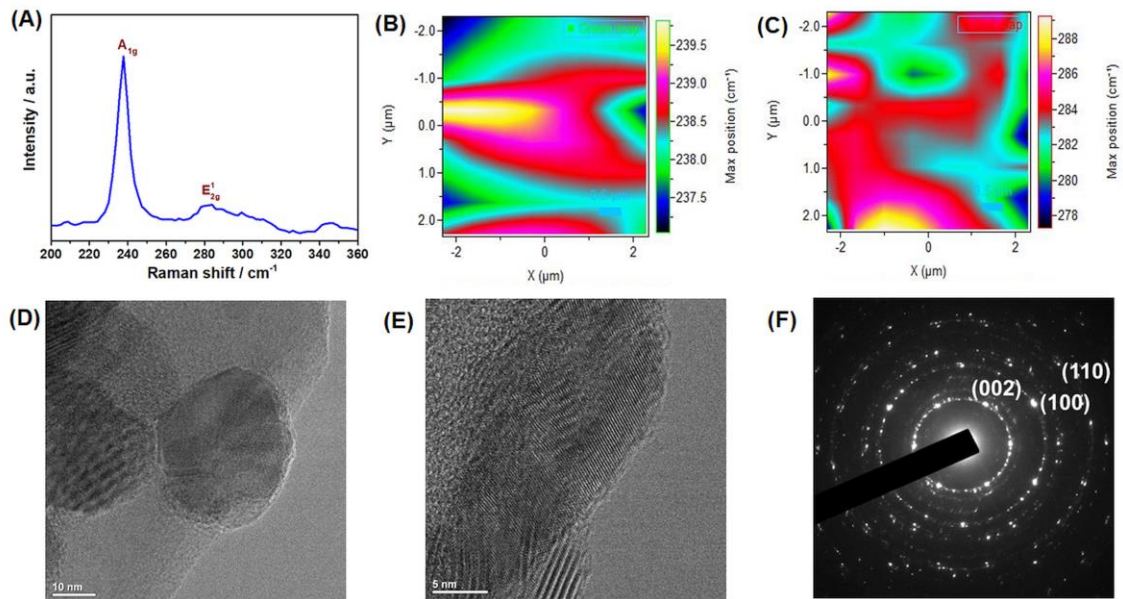 (A)
A1g
E2g1
Intensity / a.u.
200 220 240 260 280 300 320 340 360
Raman shift / cm-1
(B)
-2.0
-1.0
0.0
1.0
2.0
Y (µm)
-2 0 2
X (µm)
239.5
239.0
238.5
238.0
237.5
Max position (cm-1)
(C)
-2.0
-1.0
0.0
1.0
2.0
Y (µm)
-2 0 2
X (µm)
288
286
284
282
280
278
Max position (cm-1)
(D)
10 nm
(E)
5 nm
(F)
(002)
(110)
(100)